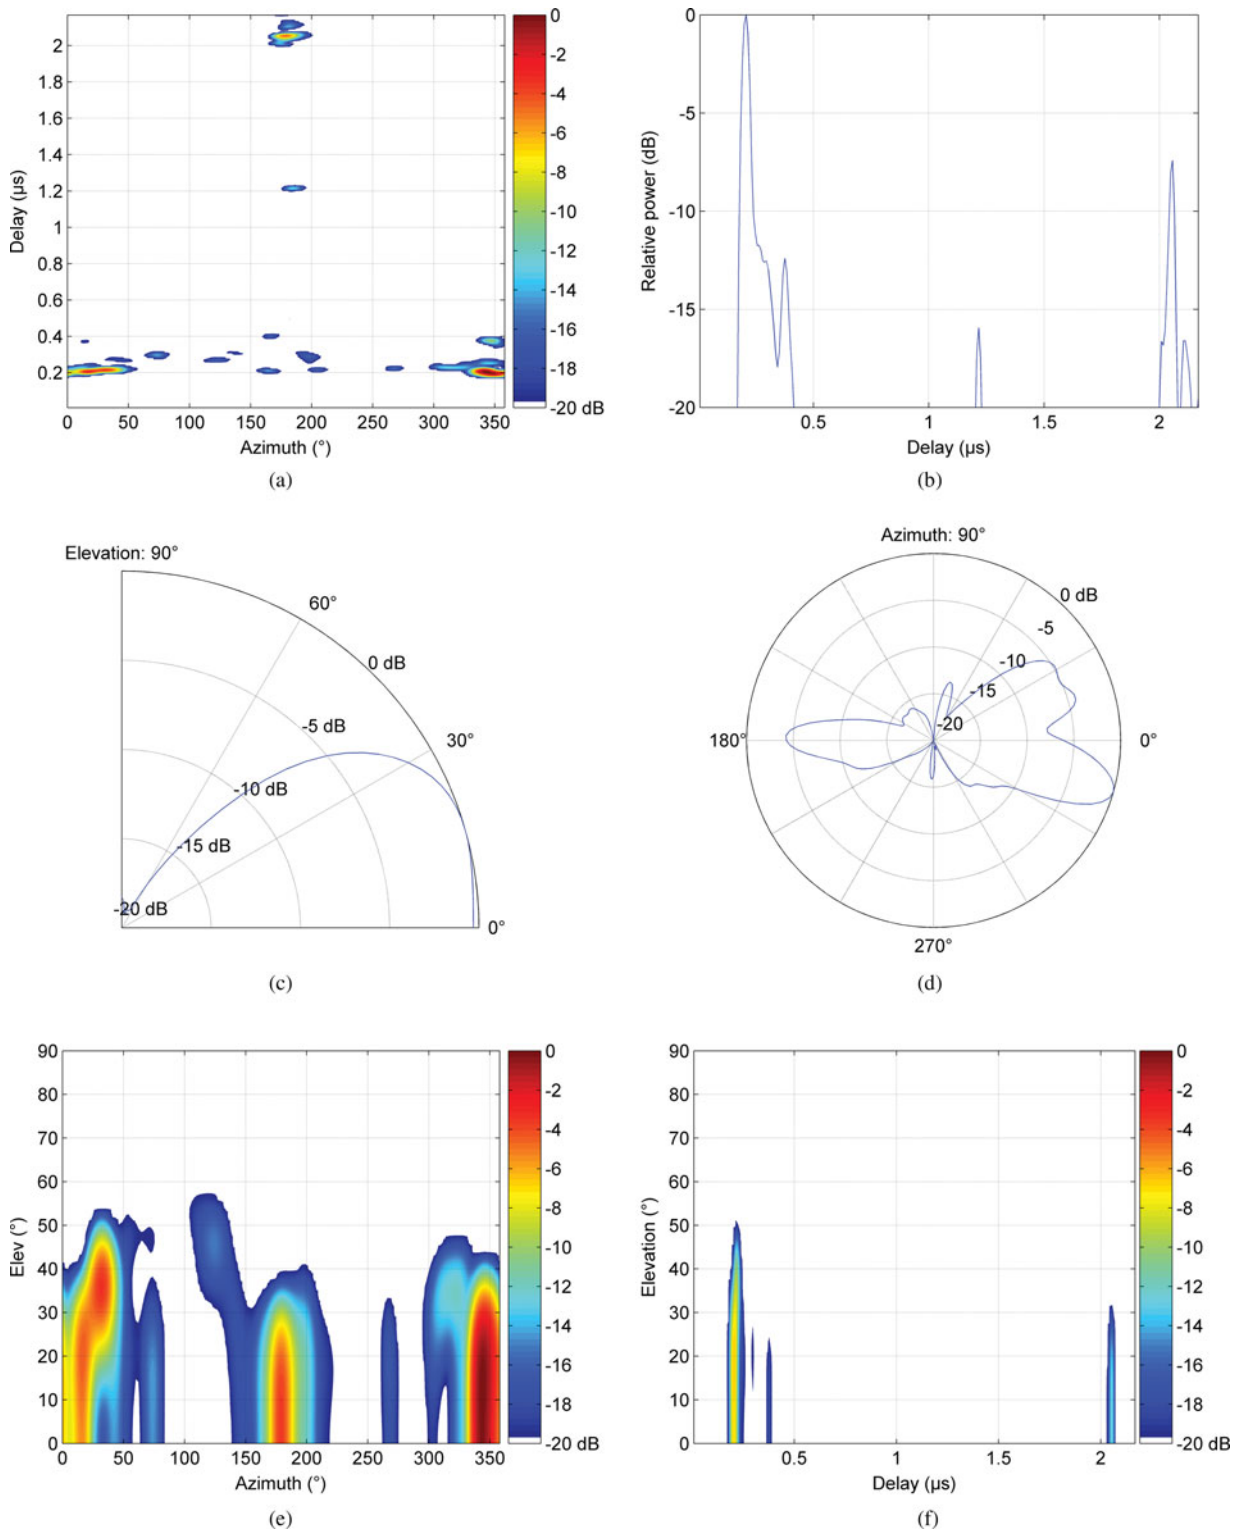 2
1.8
1.6
1.4
1.2
1
0.8
0.6
0.4
0.2
Delay (µs)
0 50 100 150 200 250 300 350
Azimuth (°)
0
-2
-4
-6
-8
-10
-12
-14
-16
-18
-20 dB
(a)
0
-5
-10
-15
-20
Relative power (dB)
0.5 1 1.5 2
Delay (µs)
(b)
Elevation: 90°
60°
0 dB
-5 dB
30°
-10 dB
-15 dB
-20 dB
0°
(c)
Azimuth: 90°
0 dB
-5
-10
-15
-20
180°
0°
270°
(d)
90
80
70
60
50
40
30
20
10
0
Elev (°)
0 50 100 150 200 250 300 350
Azimuth (°)
0
-2
-4
-6
-8
-10
-12
-14
-16
-18
-20 dB
(e)
90
80
70
60
50
40
30
20
10
0
Elevation (°)
0.5 1 1.5 2
Delay (µs)
0
-2
-4
-6
-8
-10
-12
-14
-16
-18
-20 dB
(f)